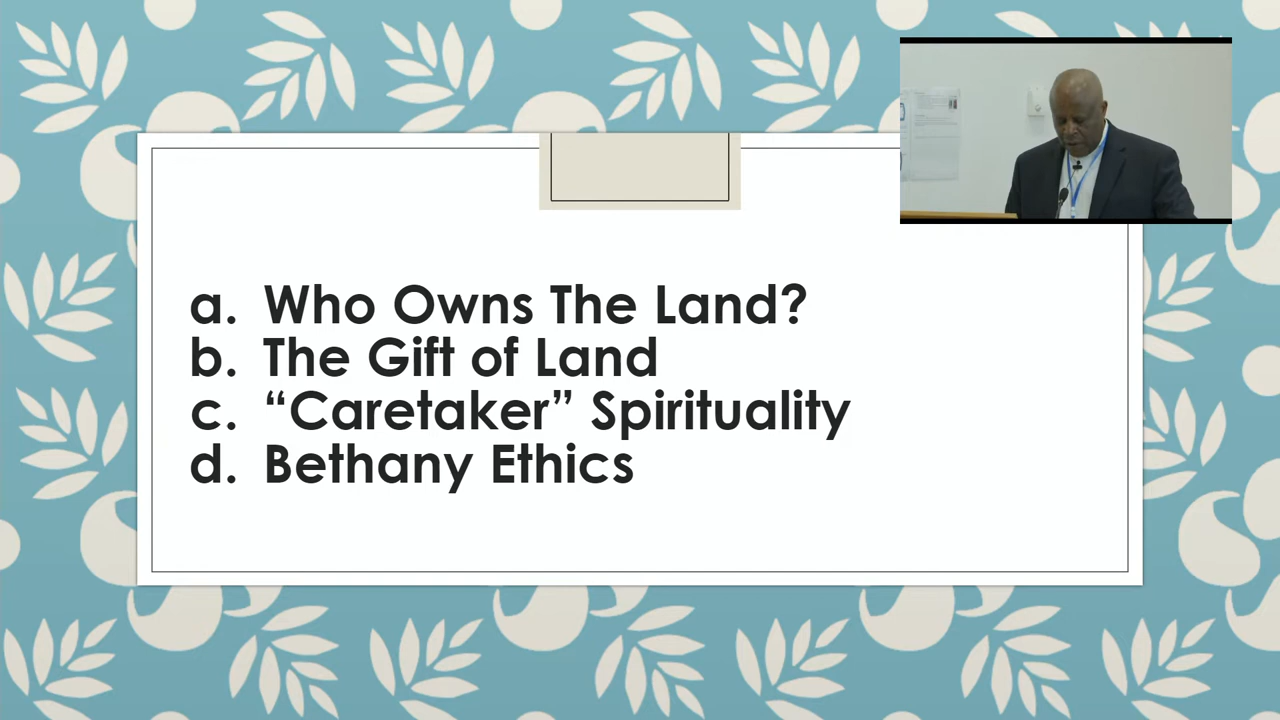 a. Who Owns The Land?
b. The Gift of Land
c. “Caretaker” Spirituality
d. Bethany Ethics